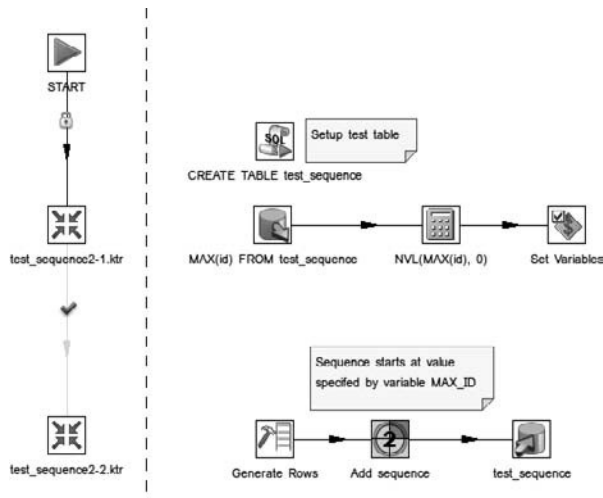 START
SQL
Setup test table
CREATE TABLE test_sequence
test_sequence2-1.ktr
MAX(id) FROM test_sequence
NVL(MAX(id), 0)
Set Variables
Sequence starts at value
specifed by variable MAX_ID
2
Generate Rows
Add sequence
test_sequence
test_sequence2-2.ktr